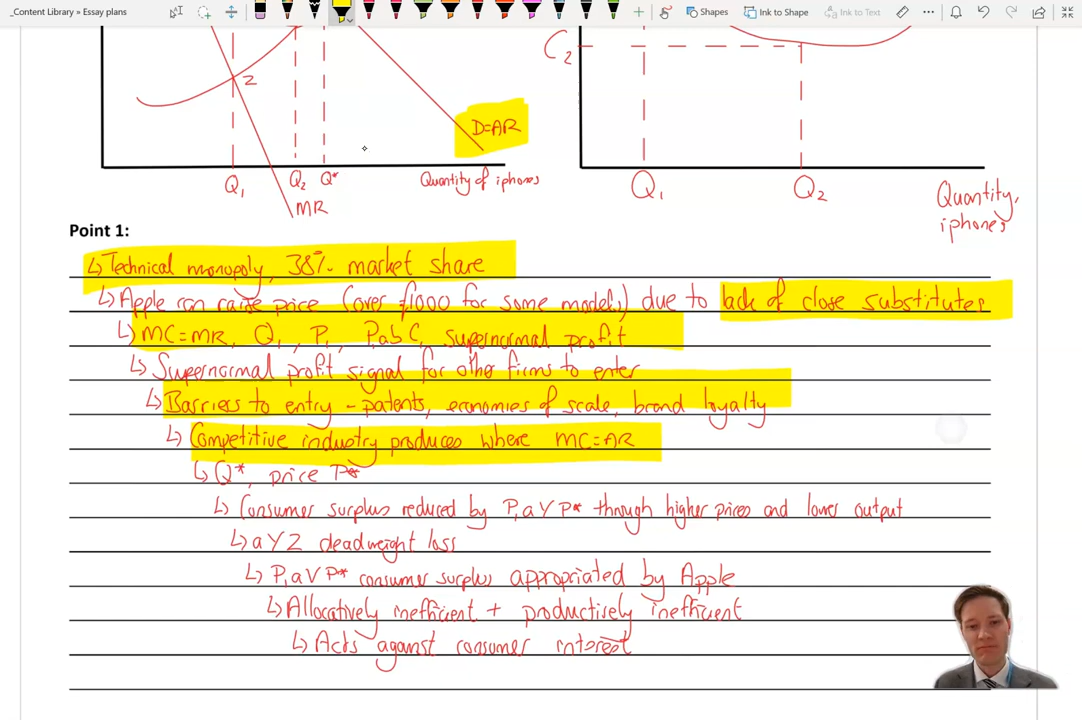 _Content Library » Essay plans
Shapes
Ink to Shape
Ink to Text
C2
Z
D=AR
Q1 Q2 Q* Quantity of iphones
MR
Q1 Q2 Quantity, iphones
Point 1:
↳ Technical monopoly, 38% market share
↳ Apple can raise price (over £1000 for some models) due to lack of close substitutes
↳ MC=MR, Q1, P1, P1abC, supernormal profit
↳ Supernormal profit signal for other firms to enter
↳ Barriers to entry - patents, economies of scale, brand loyalty
↳ Competitive industry produces where MC=AR
↳ Q*, price P*
↳ Consumer surplus reduced by P1aYP* through higher prices and lower output
↳ aYZ deadweight loss
↳ P1aVP* consumer surplus appropriated by Apple
↳ Allocatively inefficient + productively inefficient
↳ Acts against consumer interest